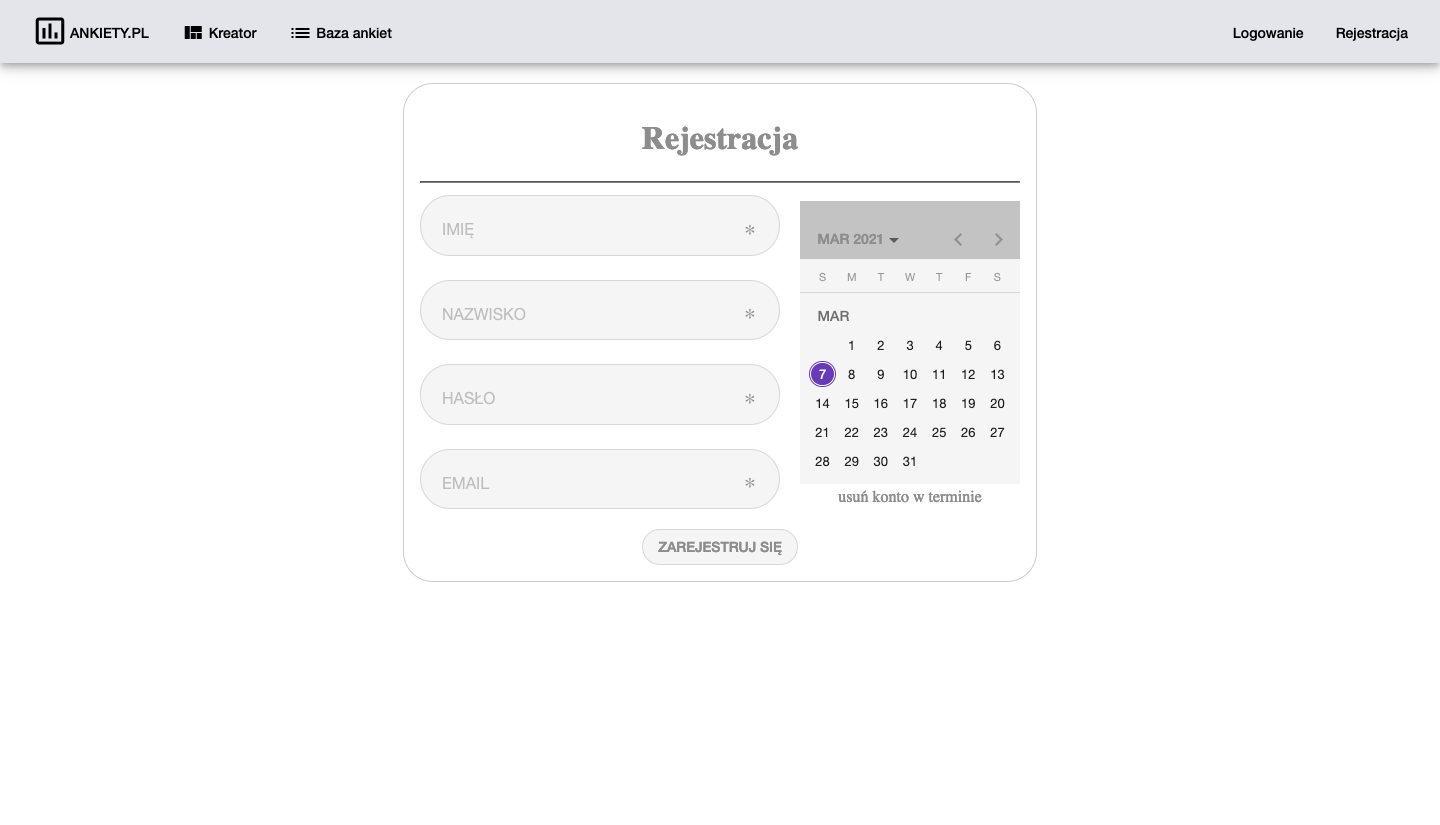 ANKIETY.PL Kreator Baza ankiet Logowanie Rejestracja
Rejestracja
IMIĘ *
NAZWISKO *
HASŁO *
EMAIL *
MAR 2021
S M T W T F S
MAR
1 2 3 4 5 6
7 8 9 10 11 12 13
14 15 16 17 18 19 20
21 22 23 24 25 26 27
28 29 30 31
usuń konto w terminie
ZAREJESTRUJ SIĘ